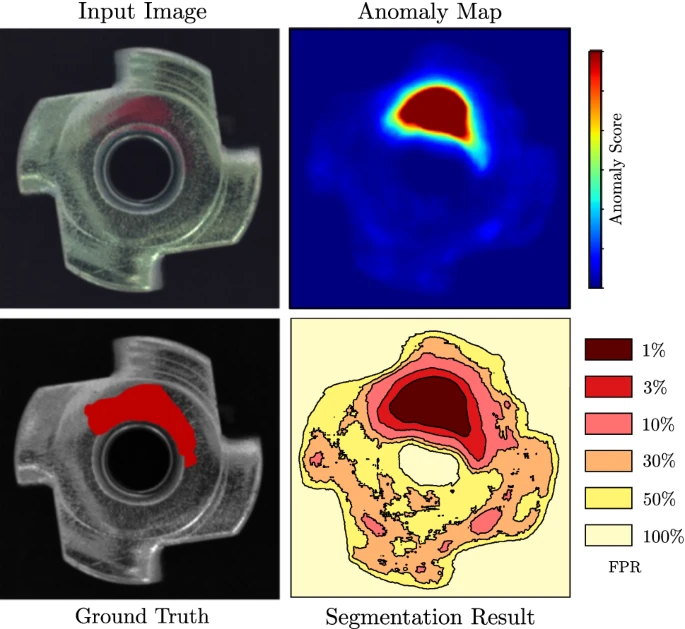 Input Image
Anomaly Map
Anomaly Score
1%
3%
10%
30%
50%
100%
FPR
Ground Truth
Segmentation Result